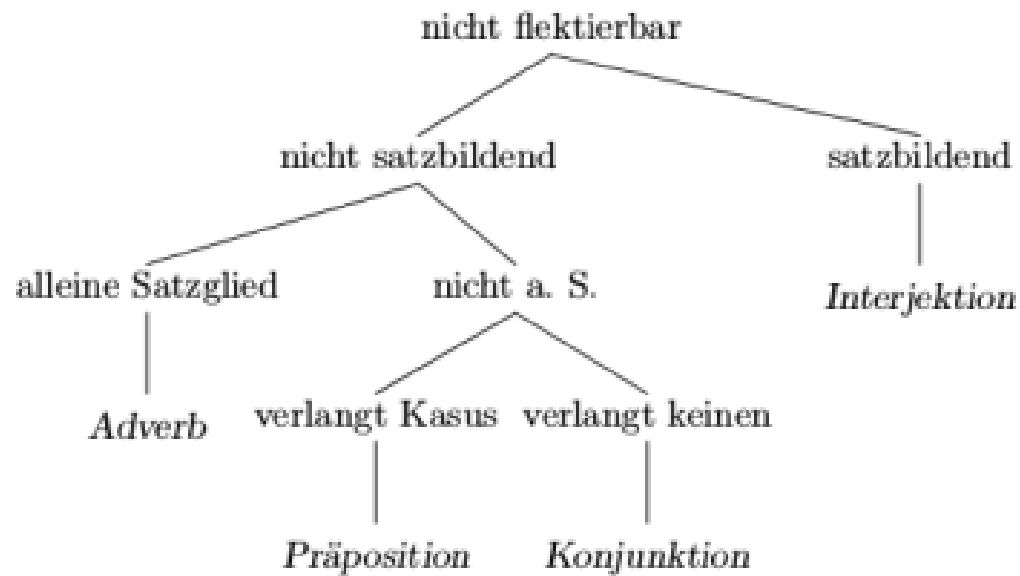 nicht flektierbar
nicht satzbildend satzbildend
alleine Satzglied nicht a. S. Interjektion
Adverb verlangt Kasus verlangt keinen
Präposition Konjunktion